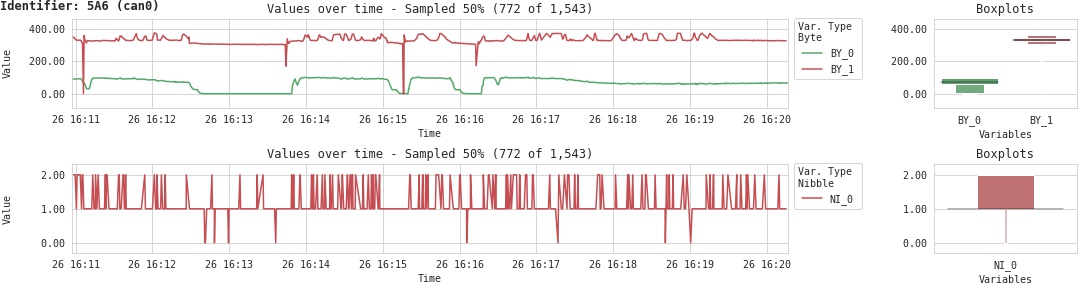 Identifier: 5A6 (can0)
Values over time - Sampled 50% (772 of 1,543)
Boxplots
Value
400.00
200.00
0.00
26 16:11 26 16:12 26 16:13 26 16:14 26 16:15 26 16:16 26 16:17 26 16:18 26 16:19 26 16:20
Time
Var. Type
Byte
BY_0
BY_1
400.00
200.00
0.00
BY_0 BY_1
Variables
Values over time - Sampled 50% (772 of 1,543)
Boxplots
Value
2.00
1.00
0.00
26 16:11 26 16:12 26 16:13 26 16:14 26 16:15 26 16:16 26 16:17 26 16:18 26 16:19 26 16:20
Time
Var. Type
Nibble
NI_0
2.00
1.00
0.00
NI_0
Variables